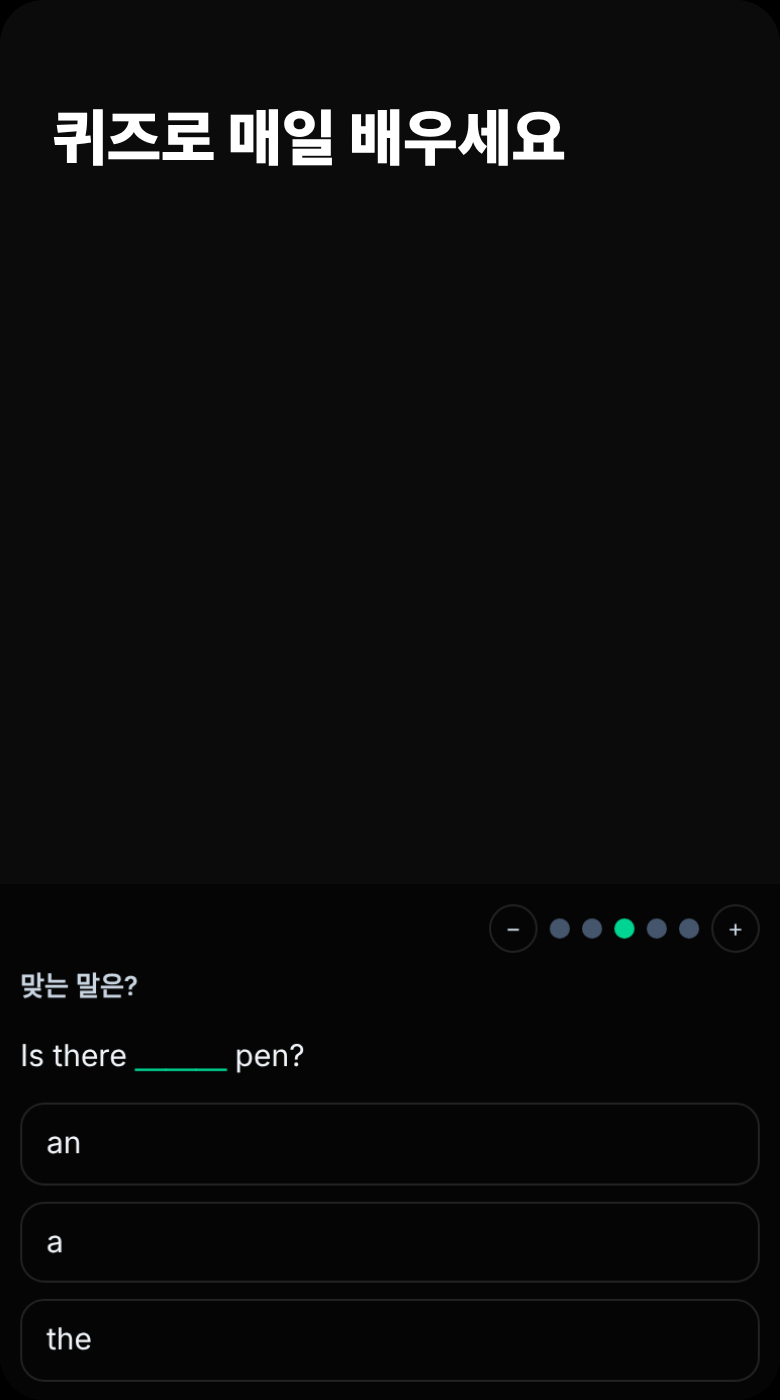 퀴즈로 매일 배우세요
−
+
맞는 말은?
Is there ______ pen?
an
a
the